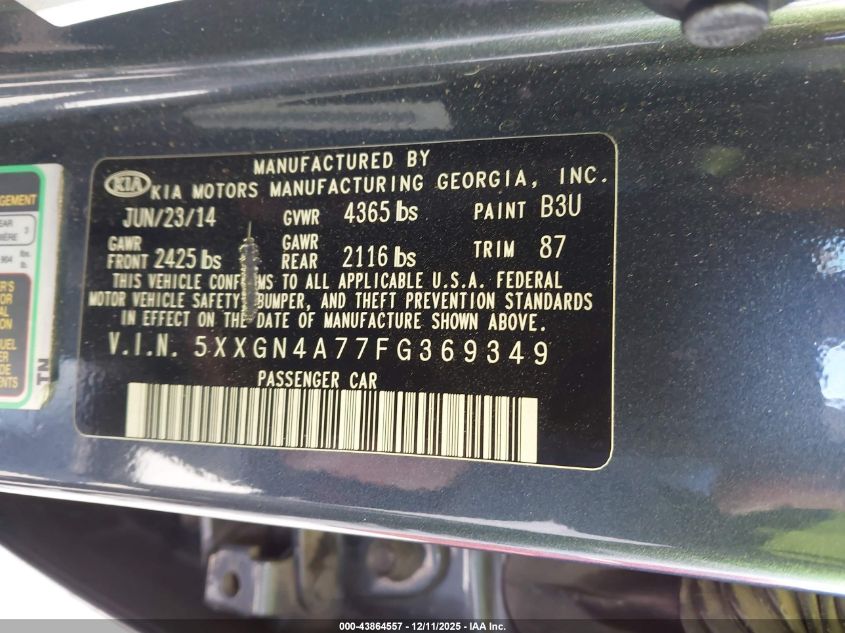 MANUFACTURED BY
KIA KIA MOTORS MANUFACTURING GEORGIA, INC.
JUN/23/14 GVWR 4365 lbs PAINT B3U
GAWR FRONT 2425 lbs GAWR REAR 2116 lbs TRIM 87
THIS VEHICLE CONFORMS TO ALL APPLICABLE U.S.A. FEDERAL
MOTOR VEHICLE SAFETY, BUMPER, AND THEFT PREVENTION STANDARDS
IN EFFECT ON THE DATE OF MANUFACTURE SHOWN ABOVE.
V.I.N. 5XXGN4A77FG369349
PASSENGER CAR
TN
000-43864557 - 12/11/2025 - IAA Inc.